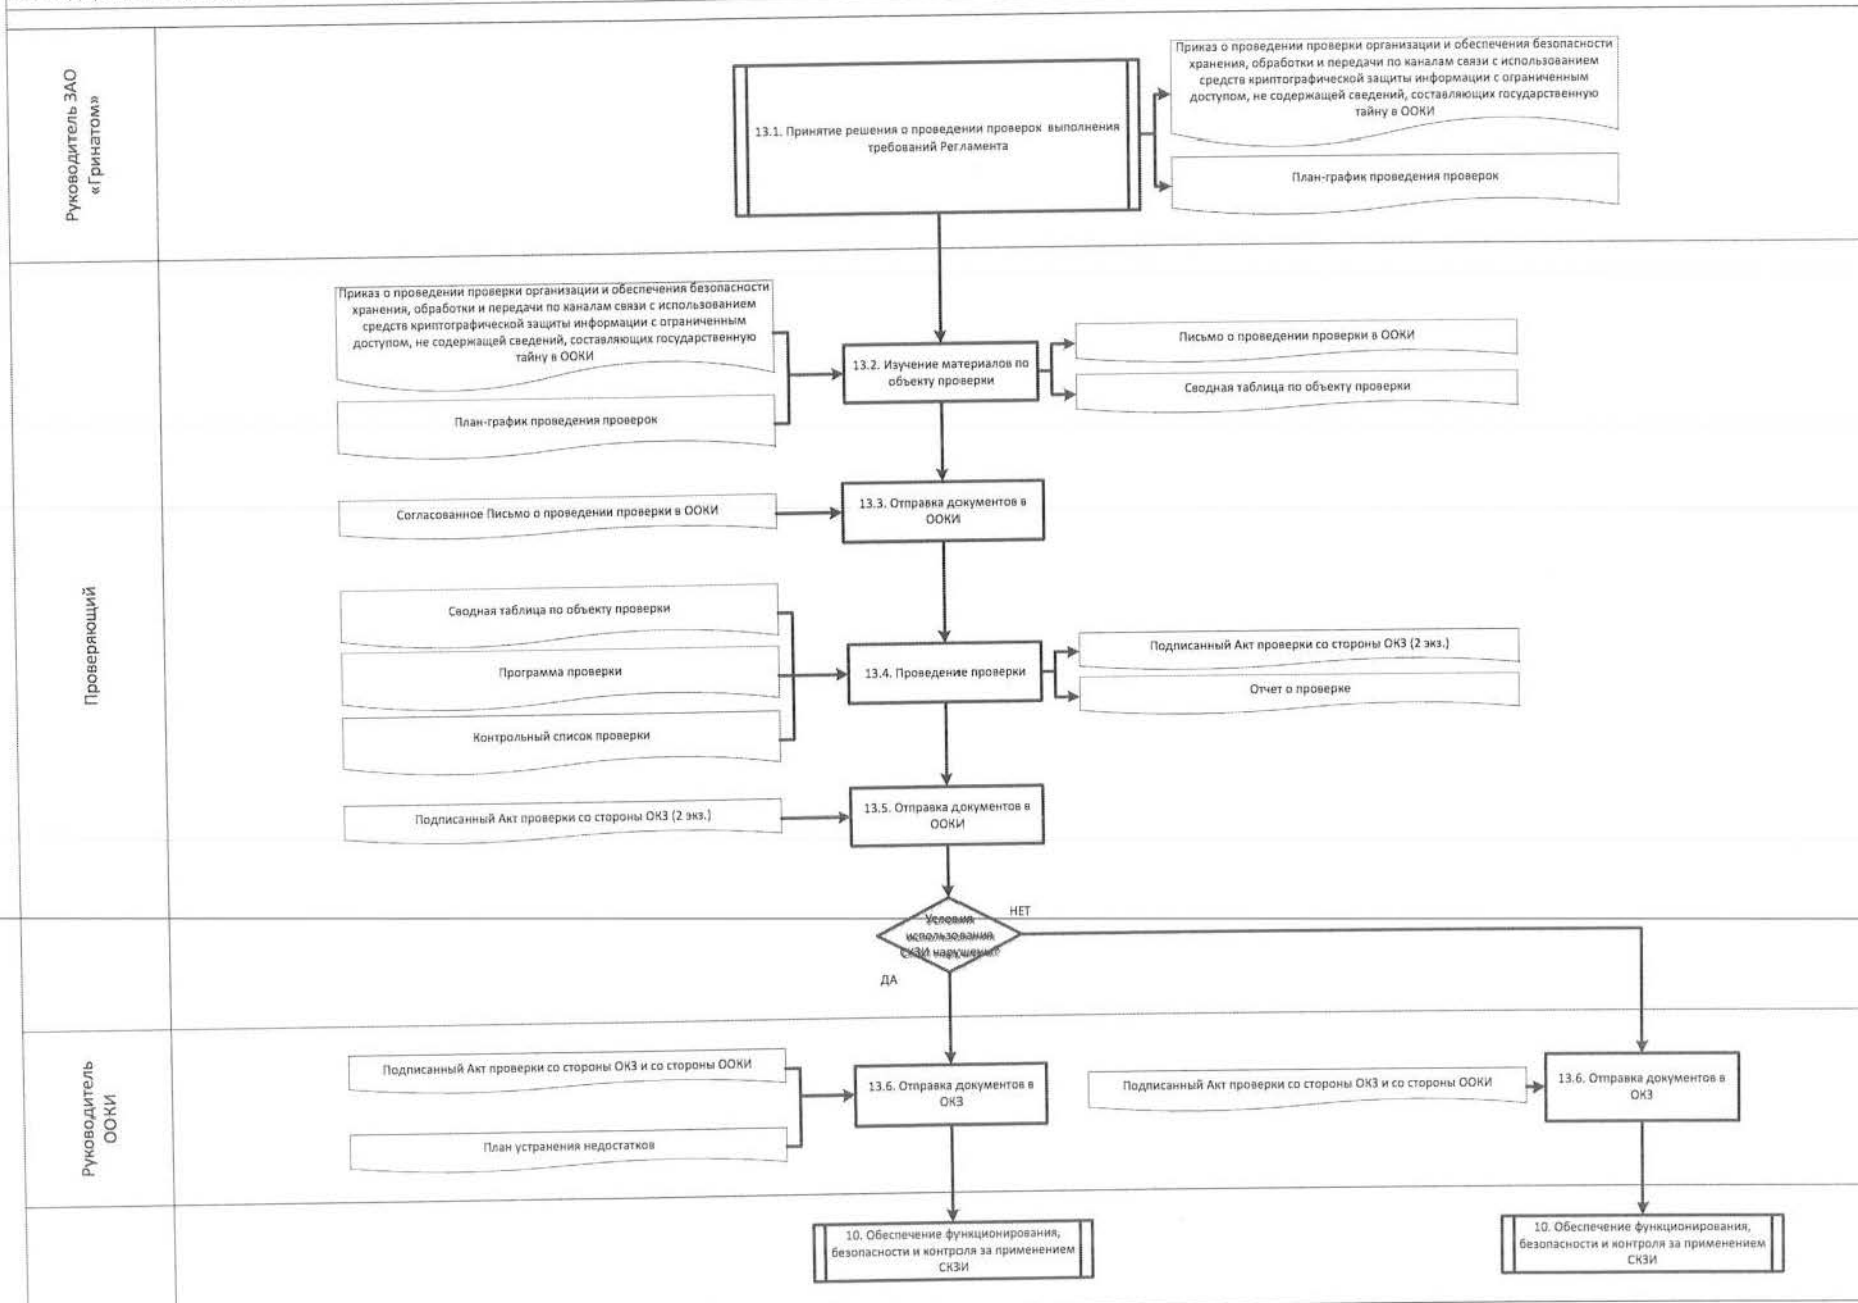 Руководитель ЗАО
«Гринатом»
13.1. Принятие решения о проведении проверок выполнения
требований Регламента
Приказ о проведении проверки организации и обеспечения безопасности
хранения, обработки и передачи по каналам связи с использованием
средств криптографической защиты информации с ограниченным
доступом, не содержащей сведений, составляющих государственную
тайну в ООКИ
План-график проведения проверок
Проверяющий
Приказ о проведении проверки организации и обеспечения безопасности
хранения, обработки и передачи по каналам связи с использованием
средств криптографической защиты информации с ограниченным
доступом, не содержащей сведений, составляющих государственную
тайну в ООКИ
План-график проведения проверок
13.2. Изучение материалов по
объекту проверки
Письмо о проведении проверки в ООКИ
Сводная таблица по объекту проверки
Согласованное Письмо о проведении проверки в ООКИ
13.3. Отправка документов в
ООКИ
Сводная таблица по объекту проверки
Программа проверки
Контрольный список проверки
13.4. Проведение проверки
Подписанный Акт проверки со стороны ОКЗ (2 экз.)
Отчет о проверке
Подписанный Акт проверки со стороны ОКЗ (2 экз.)
13.5. Отправка документов в
ООКИ
Условия
использования
СКЗИ нарушены?
НЕТ
ДА
Руководитель
ООКИ
Подписанный Акт проверки со стороны ОКЗ и со стороны ООКИ
План устранения недостатков
13.6. Отправка документов в
ОКЗ
Подписанный Акт проверки со стороны ОКЗ и со стороны ООКИ
13.6. Отправка документов в
ОКЗ
10. Обеспечение функционирования,
безопасности и контроля за применением
СКЗИ
10. Обеспечение функционирования,
безопасности и контроля за применением
СКЗИ